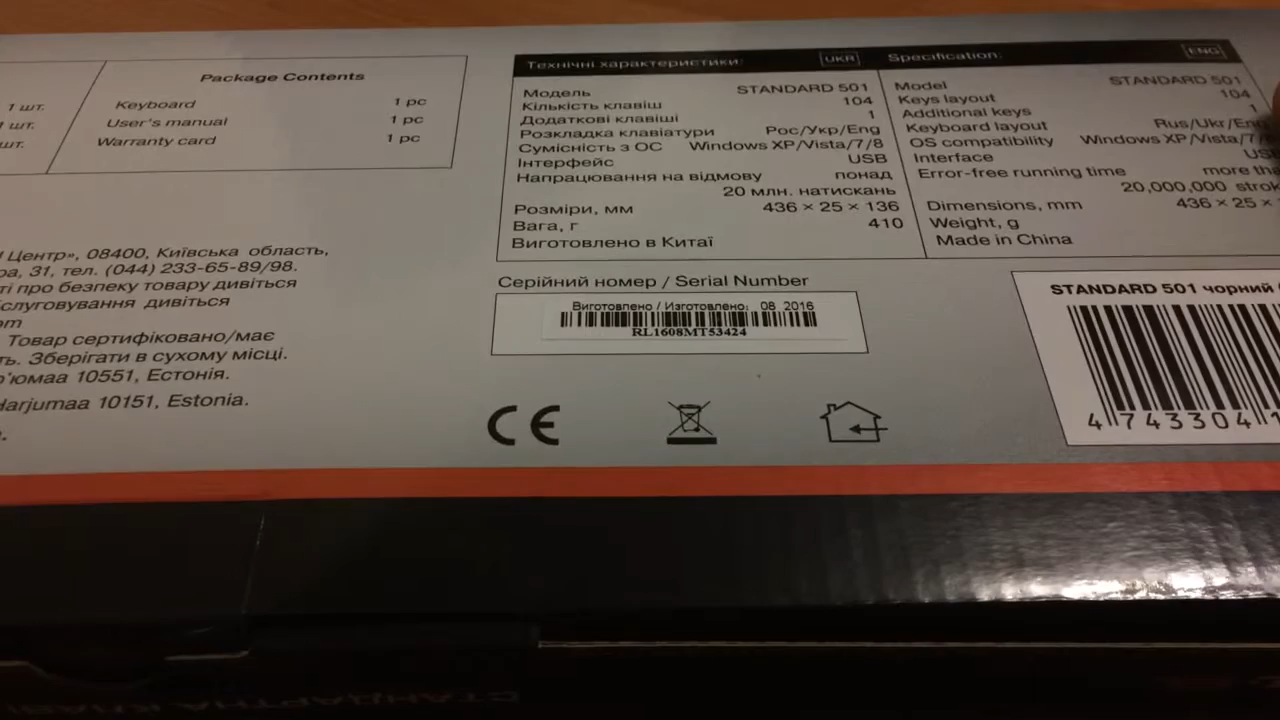 1 шт.
1 шт.
шт.
Package Contents
Keyboard 1 pc
User's manual 1 pc
Warranty card 1 pc
Центр», 08400, Київська область,
31, тел. (044) 233-65-89/98.
про безпеку товару дивіться
дивіться
Товар сертифіковано/має
Зберігати в сухому місці.
10551, Естонія.
Harjumaa 10151, Estonia.
Технічні характеристики: UKR
Модель STANDARD 501
Кількість клавіш 104
Додаткові клавіші 1
Розкладка клавіатури Рос/Укр/Eng
Сумісність з ОС Windows XP/Vista/7/8
Інтерфейс USB
Напрацювання на відмову понад
20 млн. натискань
Розміри, мм 436 × 25 × 136
Вага, г 410
Виготовлено в Китаї
Specification: ENG
Model STANDARD 501
Keys layout 104
Additional keys 1
Keyboard layout Rus/Ukr/Eng
OS compatibility Windows XP/Vista/7/
Interface US
Error-free running time more tha
20,000,000 strok
Dimensions, mm 436 × 25 ×
Weight, g
Made in China
Серійний номер / Serial Number
Виготовлено / Изготовлено: 08 2016
RL1608MT53424
CE
STANDARD 501 чорний
4 743304 1